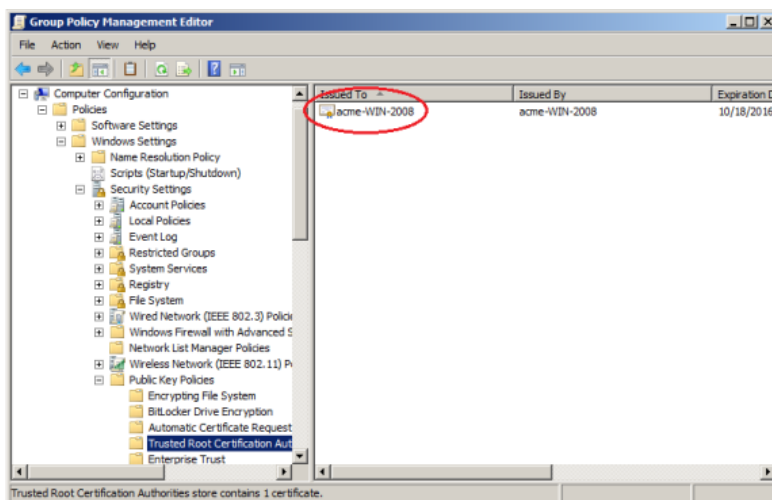 Group Policy Management Editor
File Action View Help
Computer Configuration
Policies
Software Settings
Windows Settings
Name Resolution Policy
Scripts (Startup/Shutdown)
Security Settings
Account Policies
Local Policies
Event Log
Restricted Groups
System Services
Registry
File System
Wired Network (IEEE 802.3) Policie
Windows Firewall with Advanced S
Network List Manager Policies
Wireless Network (IEEE 802.11) P
Public Key Policies
Encrypting File System
BitLocker Drive Encryption
Automatic Certificate Request
Trusted Root Certification Aut
Enterprise Trust
Issued To Issued By Expiration D
acme-WIN-2008 acme-WIN-2008 10/18/2016
Trusted Root Certification Authorities store contains 1 certificate.